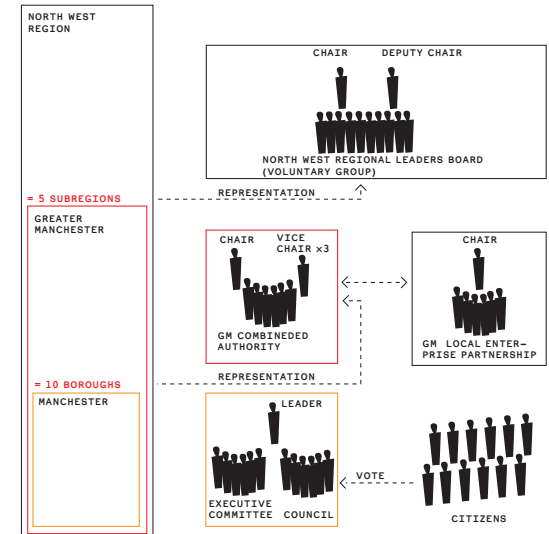 NORTH WEST
REGION
CHAIR
DEPUTY CHAIR
NORTH WEST REGIONAL LEADERS BOARD
(VOLUNTARY GROUP)
= 5 SUBREGIONS
REPRESENTATION
GREATER
MANCHESTER
CHAIR
VICE
CHAIR ×3
GM COMBINEDED
AUTHORITY
CHAIR
GM LOCAL ENTER-
PRISE PARTNERSHIP
= 10 BOROUGHS
REPRESENTATION
MANCHESTER
LEADER
EXECUTIVE
COMMITTEE
COUNCIL
VOTE
CITIZENS